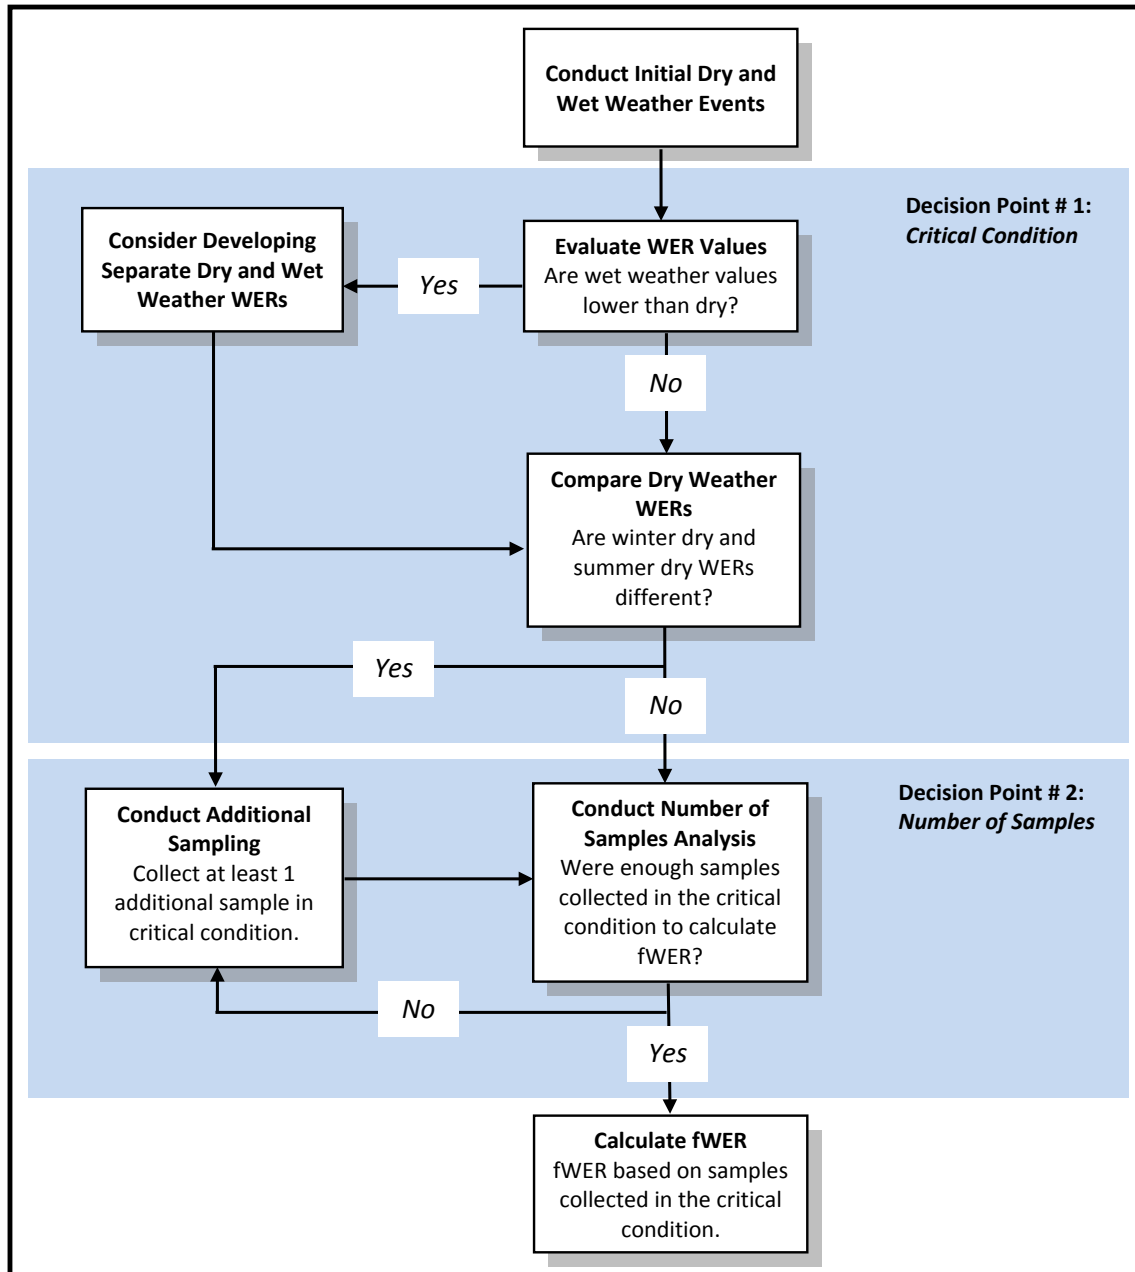 Conduct Initial Dry and
Wet Weather Events
Decision Point # 1:
Critical Condition
Consider Developing
Separate Dry and Wet
Weather WERs
Yes
Evaluate WER Values
Are wet weather values
lower than dry?
No
Compare Dry Weather
WERs
Are winter dry and
summer dry WERs
different?
Yes
No
Decision Point # 2:
Number of Samples
Conduct Additional
Sampling
Collect at least 1
additional sample in
critical condition.
Conduct Number of
Samples Analysis
Were enough samples
collected in the critical
condition to calculate
fWER?
No
Yes
Calculate fWER
fWER based on samples
collected in the critical
condition.